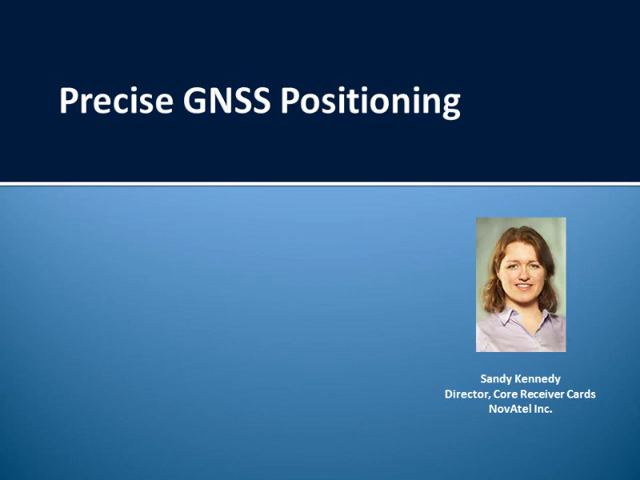 Precise GNSS Positioning
Sandy Kennedy
Director, Core Receiver Cards
NovAtel Inc.